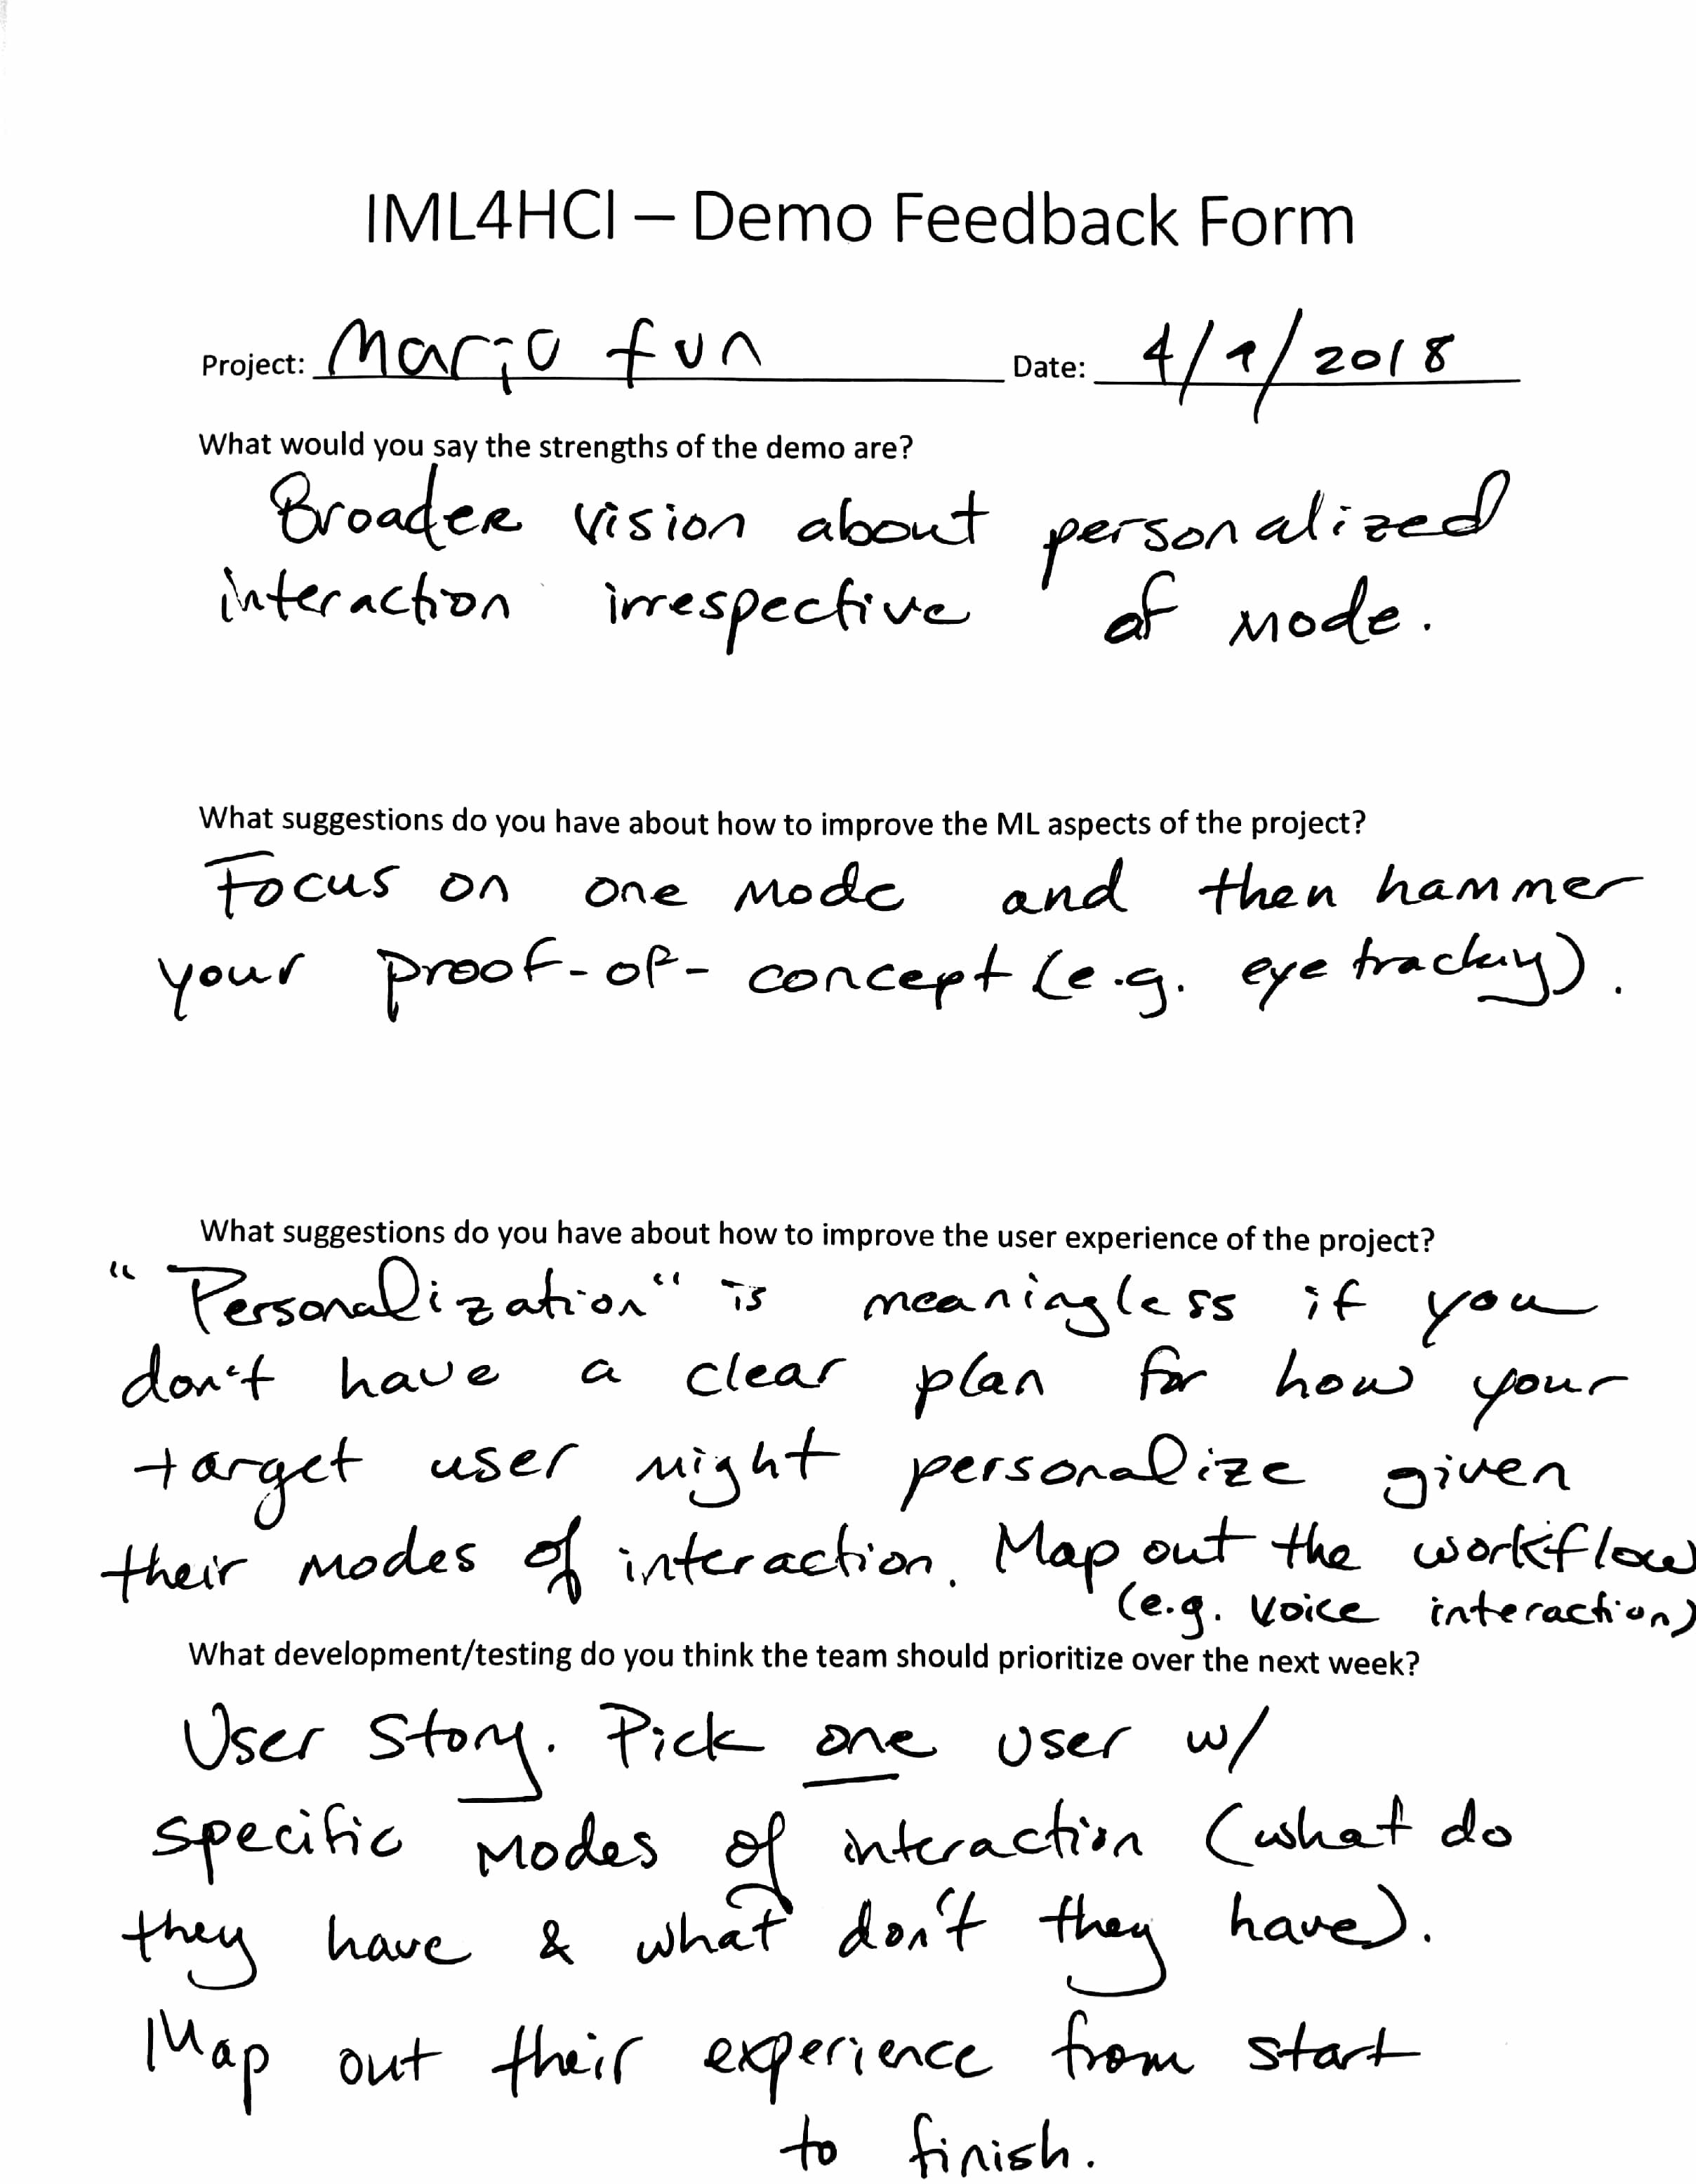 IML4HCI – Demo Feedback Form
Project: Mario fun Date: 4/1/2018
What would you say the strengths of the demo are?
Broader vision about personalized
interaction irrespective of mode.
What suggestions do you have about how to improve the ML aspects of the project?
Focus on one mode and then hammer
your proof-of-concept (e.g. eye tracking).
What suggestions do you have about how to improve the user experience of the project?
"Personalization" is meaningless if you
don't have a clear plan for how your
target user might personalize given
their modes of interaction. Map out the workflow
(e.g. voice interaction)
What development/testing do you think the team should prioritize over the next week?
User story. Pick one user w/
specific modes of interaction (what do
they have & what don't they have).
Map out their experience from start
to finish.